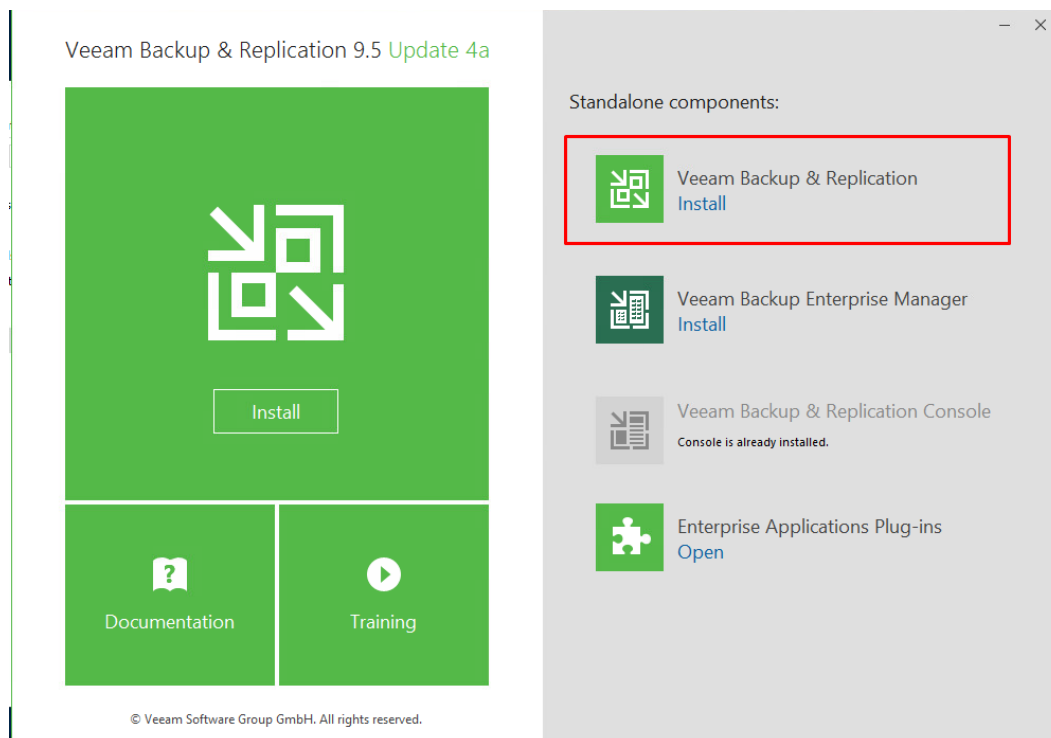 Veeam Backup & Replication 9.5 Update 4a
Install
Documentation
Training
© Veeam Software Group GmbH. All rights reserved.
Standalone components:
Veeam Backup & Replication
Install
Veeam Backup Enterprise Manager
Install
Veeam Backup & Replication Console
Console is already installed.
Enterprise Applications Plug-ins
Open